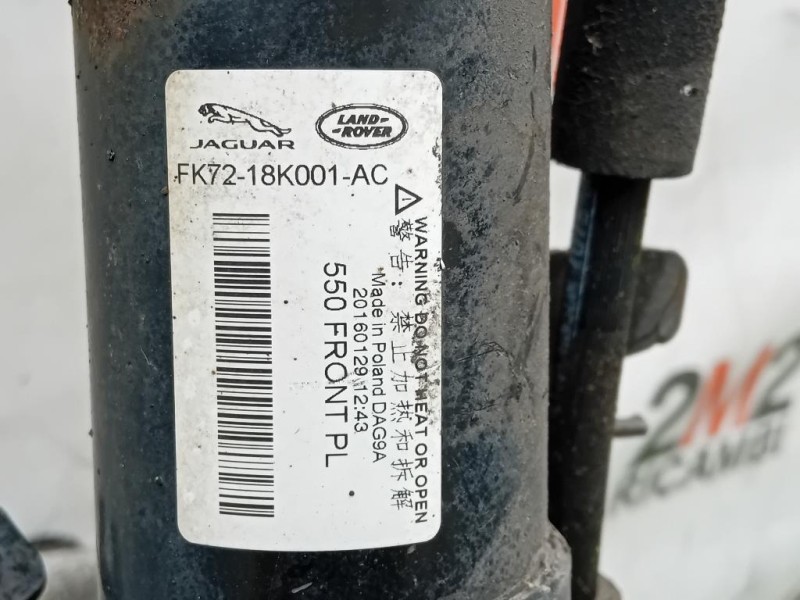 JAGUAR
LAND-
-ROVER
FK72-18K001-AC
WARNING DO NOT HEAT OR OPEN
警告: 禁止加热和拆解
Made in Poland DAG9A
20160129 12:43
550 FRONT PL
2M2
RICAMBI